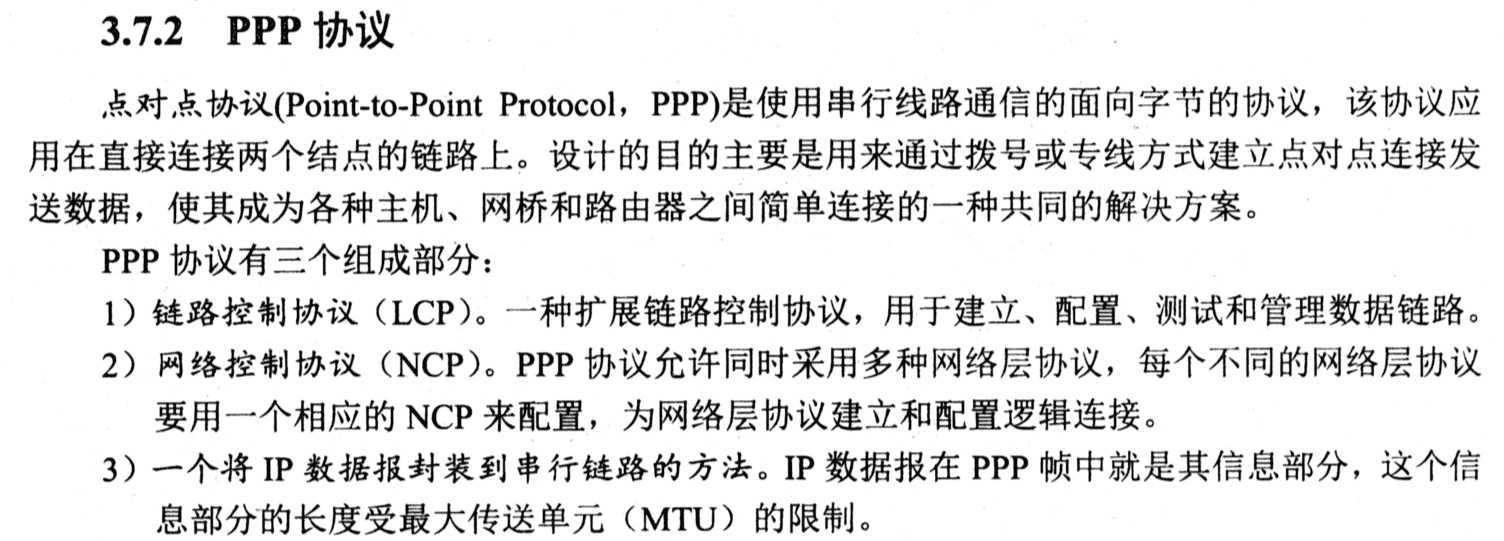 3.7.2 PPP 协议
点对点协议(Point-to-Point Protocol，PPP)是使用串行线路通信的面向字节的协议，该协议应
用在直接连接两个结点的链路上。设计的目的主要是用来通过拨号或专线方式建立点对点连接发
送数据，使其成为各种主机、网桥和路由器之间简单连接的一种共同的解决方案。
PPP 协议有三个组成部分：
1）链路控制协议（LCP）。一种扩展链路控制协议，用于建立、配置、测试和管理数据链路。
2）网络控制协议（NCP）。PPP 协议允许同时采用多种网络层协议，每个不同的网络层协议
要用一个相应的 NCP 来配置，为网络层协议建立和配置逻辑连接。
3）一个将 IP 数据报封装到串行链路的方法。IP 数据报在 PPP 帧中就是其信息部分，这个信
息部分的长度受最大传送单元（MTU）的限制。